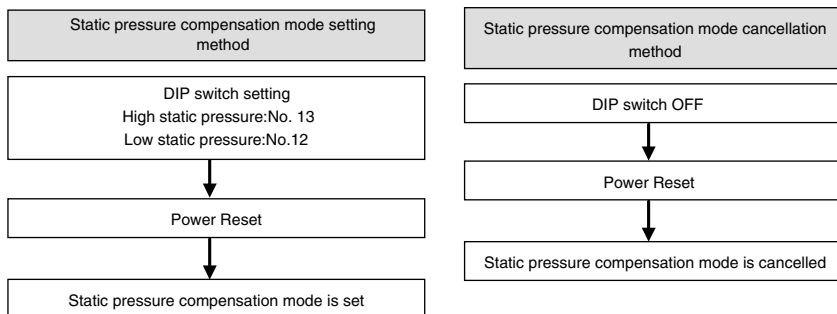 Static pressure compensation mode setting
method
DIP switch setting
High static pressure:No. 13
Low static pressure:No.12
Power Reset
Static pressure compensation mode is set
Static pressure compensation mode cancellation
method
DIP switch OFF
Power Reset
Static pressure compensation mode is cancelled